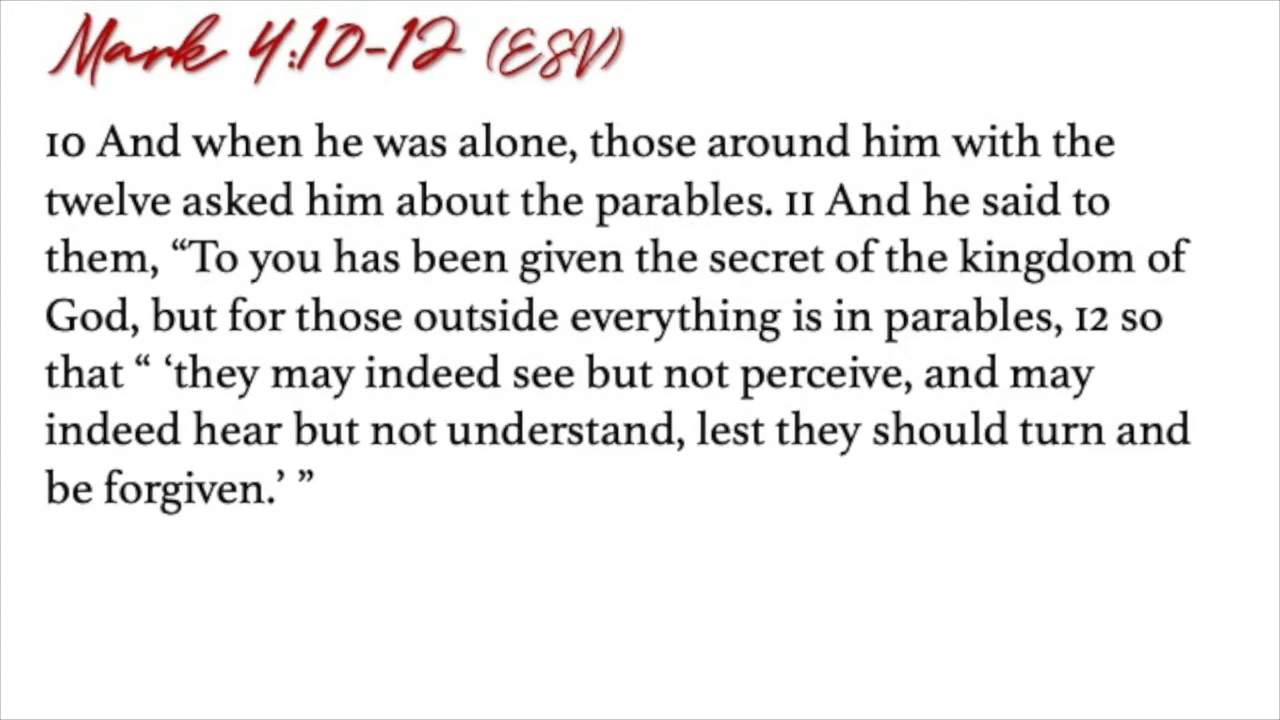 Mark 4:10-12 (ESV)
10 And when he was alone, those around him with the
twelve asked him about the parables. 11 And he said to
them, “To you has been given the secret of the kingdom of
God, but for those outside everything is in parables, 12 so
that “ ‘they may indeed see but not perceive, and may
indeed hear but not understand, lest they should turn and
be forgiven.’ ”